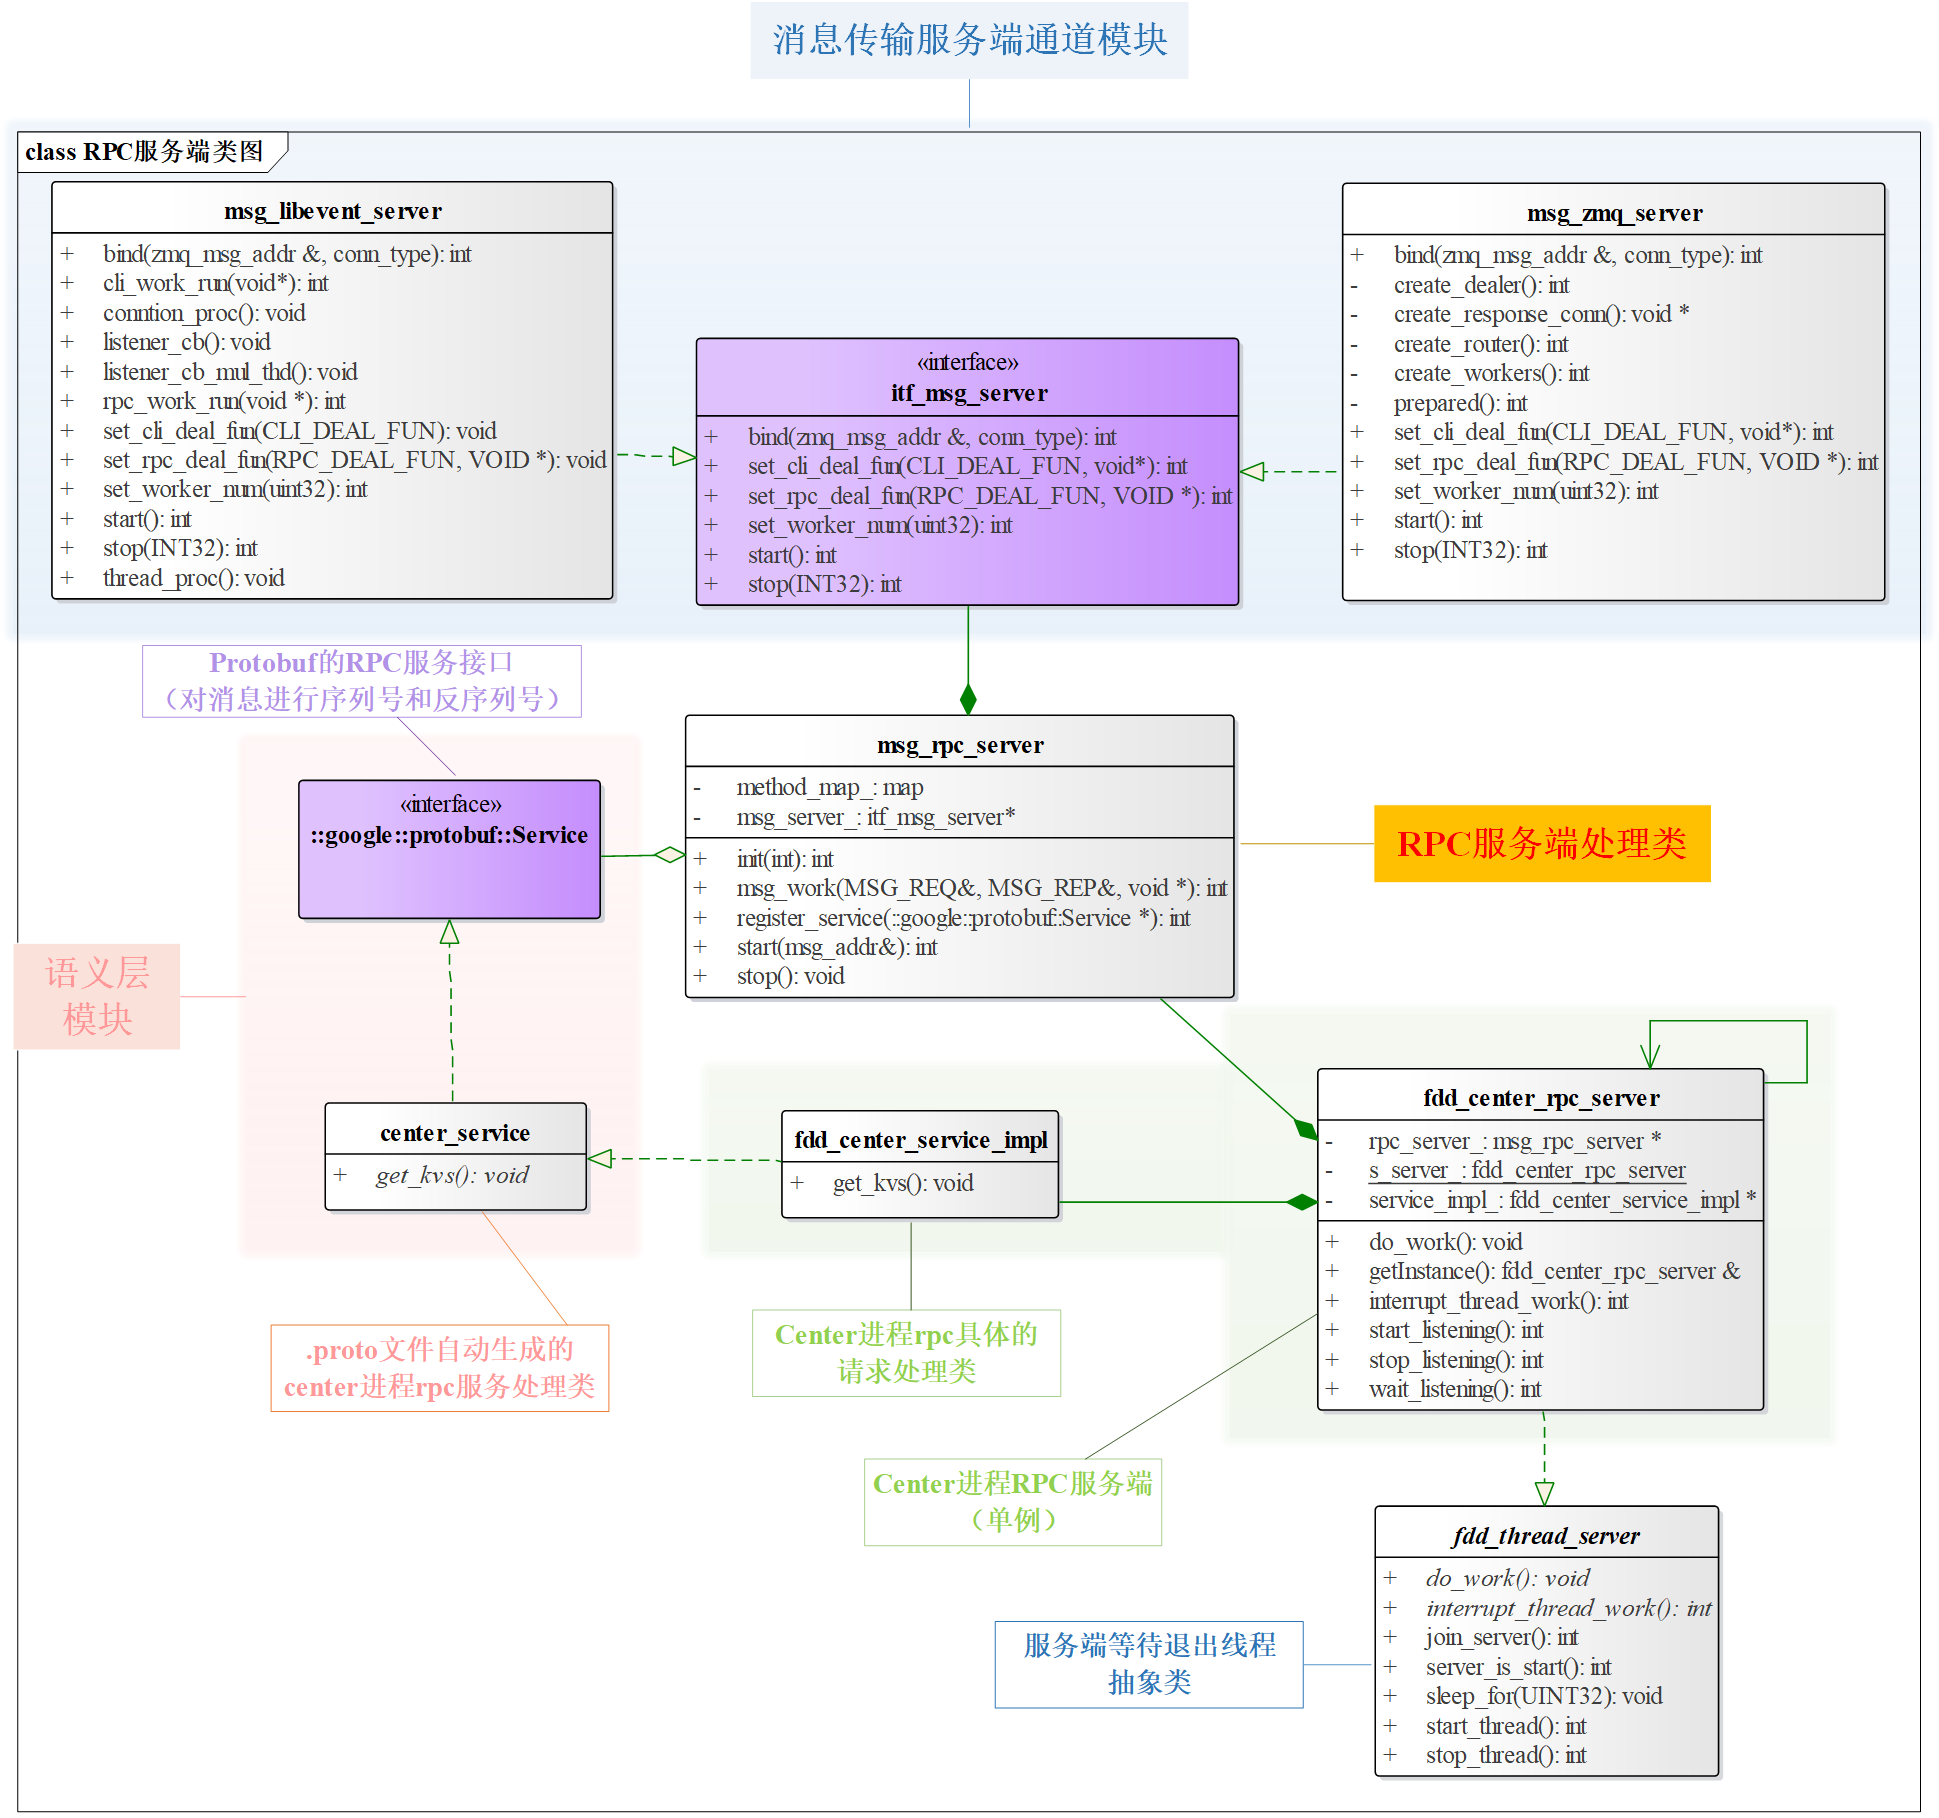 消息传输服务端通道模块
class RPC服务端类图
msg_libevent_server
+ bind(zmq_msg_addr &, conn_type): int
+ cli_work_run(void*): int
+ conntion_proc(): void
+ listener_cb(): void
+ listener_cb_mul_thd(): void
+ rpc_work_run(void *): int
+ set_cli_deal_fun(CLI_DEAL_FUN): void
+ set_rpc_deal_fun(RPC_DEAL_FUN, VOID *): void
+ set_worker_num(uint32): int
+ start(): int
+ stop(INT32): int
+ thread_proc(): void
«interface»
itf_msg_server
+ bind(zmq_msg_addr &, conn_type): int
+ set_cli_deal_fun(CLI_DEAL_FUN, void*): int
+ set_rpc_deal_fun(RPC_DEAL_FUN, VOID *): int
+ set_worker_num(uint32): int
+ start(): int
+ stop(INT32): int
msg_zmq_server
+ bind(zmq_msg_addr &, conn_type): int
- create_dealer(): int
- create_response_conn(): void *
- create_router(): int
- create_workers(): int
- prepared(): int
+ set_cli_deal_fun(CLI_DEAL_FUN, void*): int
+ set_rpc_deal_fun(RPC_DEAL_FUN, VOID *): int
+ set_worker_num(uint32): int
+ start(): int
+ stop(INT32): int
Protobuf的RPC服务接口
（对消息进行序列号和反序列号）
«interface»
::google::protobuf::Service
msg_rpc_server
- method_map_: map
- msg_server_: itf_msg_server*
+ init(int): int
+ msg_work(MSG_REQ&, MSG_REP&, void *): int
+ register_service(::google::protobuf::Service *): int
+ start(msg_addr&): int
+ stop(): void
RPC服务端处理类
语义层
模块
center_service
+ get_kvs(): void
fdd_center_service_impl
+ get_kvs(): void
fdd_center_rpc_server
- rpc_server_: msg_rpc_server *
- s_server_: fdd_center_rpc_server
- service_impl_: fdd_center_service_impl *
+ do_work(): void
+ getInstance(): fdd_center_rpc_server &
+ interrupt_thread_work(): int
+ start_listening(): int
+ stop_listening(): int
+ wait_listening(): int
.proto文件自动生成的
center进程rpc服务处理类
Center进程rpc具体的
请求处理类
Center进程RPC服务端
（单例）
fdd_thread_server
+ do_work(): void
+ interrupt_thread_work(): int
+ join_server(): int
+ server_is_start(): int
+ sleep_for(UINT32): void
+ start_thread(): int
+ stop_thread(): int
服务端等待退出线程
抽象类